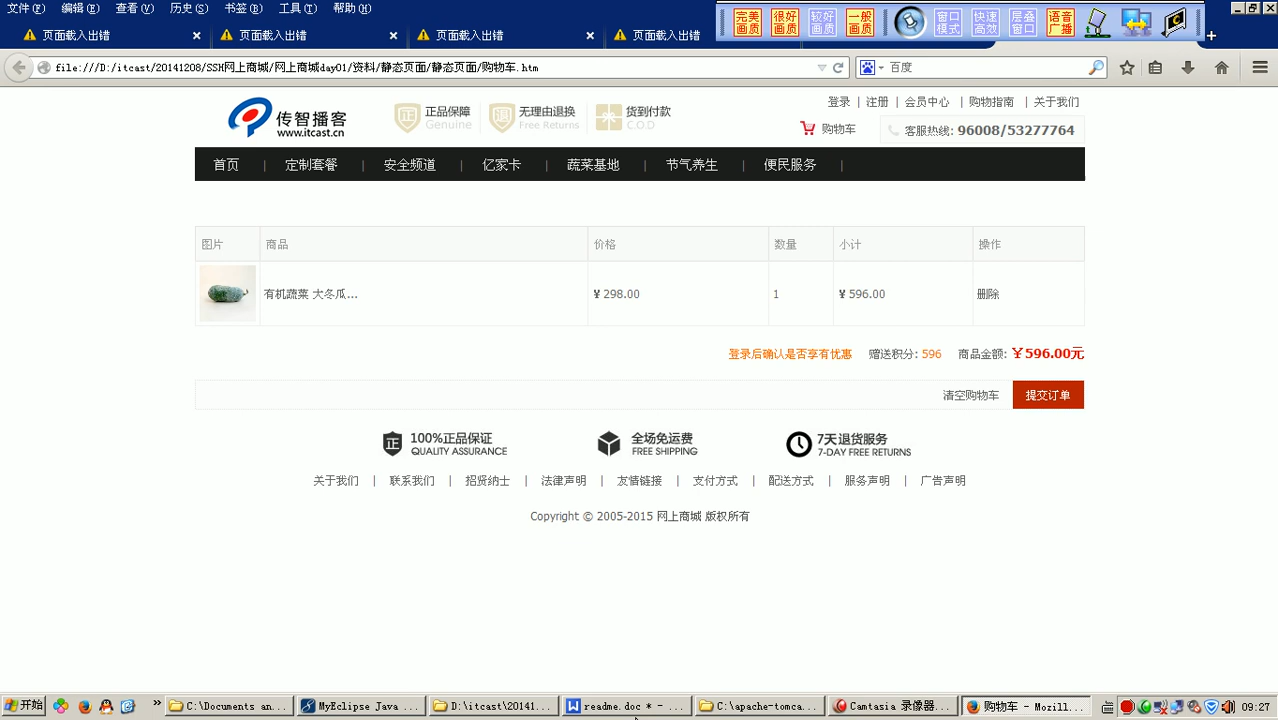 文件(F) 编辑(E) 查看(V) 历史(S) 书签(B) 工具(T) 帮助(H)
完美画质 很好画质 较好画质 一般画质 窗口模式 快速高效 层叠窗口 语音广播
页面载入出错 × 页面载入出错 × 页面载入出错 × 页面载入出错 +
file:///D:/itcast/20141208/SSH网上商城/网上商城day01/资料/静态页面/静态页面/购物车.htm 百度
传智播客
www.itcast.cn
正品保障
Genuine
无理由退换
Free Returns
货到付款
C.O.D
登录 | 注册 | 会员中心 | 购物指南 | 关于我们
购物车 客服热线: 96008/53277764
首页 | 定制套餐 | 安全频道 | 亿家卡 | 蔬菜基地 | 节气养生 | 便民服务 |
图片 商品 价格 数量 小计 操作
有机蔬菜 大冬瓜... ¥ 298.00 1 ¥ 596.00 删除
登录后确认是否享有优惠 赠送积分: 596 商品金额: ¥596.00元
清空购物车 提交订单
正 100%正品保证
QUALITY ASSURANCE
全场免运费
FREE SHIPPING
7天退货服务
7-DAY FREE RETURNS
关于我们 | 联系我们 | 招贤纳士 | 法律声明 | 友情链接 | 支付方式 | 配送方式 | 服务声明 | 广告声明
Copyright © 2005-2015 网上商城 版权所有
开始 » C:\Documents an... MyEclipse Java ... D:\itcast\20141... readme.doc * - ... C:\apache-tomca... Camtasia 录像器... 购物车 - Mozill... 09:27